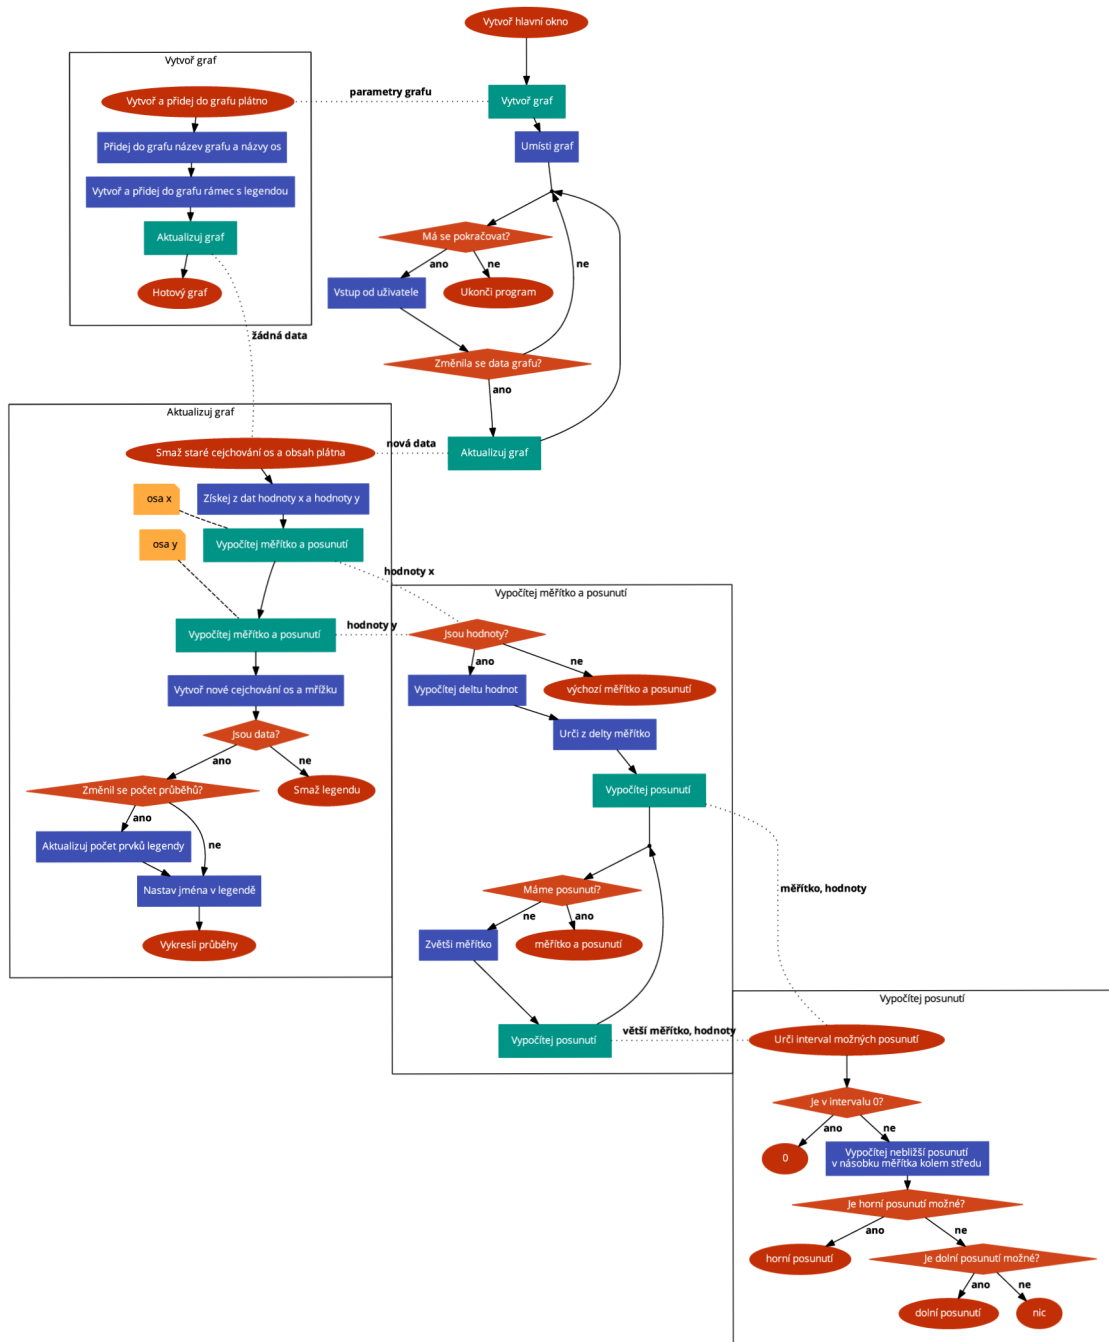 Vytvoř hlavní okno
Vytvoř graf
Vytvoř a přidej do grafu plátno
parametry grafu
Vytvoř graf
Přidej do grafu název grafu a názvy os
Umísti graf
Vytvoř a přidej do grafu rámec s legendou
Aktualizuj graf
Má se pokračovat?
ano
ne
ne
Hotový graf
Vstup od uživatele
Ukonči program
žádná data
Změnila se data grafu?
ano
Aktualizuj graf
Smaž staré cejchování os a obsah plátna
nová data
Aktualizuj graf
osa x
Získej z dat hodnoty x a hodnoty y
osa y
Vypočítej měřítko a posunutí
hodnoty x
Vypočítej měřítko a posunutí
Vypočítej měřítko a posunutí
hodnoty y
Jsou hodnoty?
ano
ne
Vytvoř nové cejchování os a mřížku
Vypočítej deltu hodnot
výchozí měřítko a posunutí
Jsou data?
Urči z delty měřítko
ano
ne
Změnil se počet průběhů?
Smaž legendu
Vypočítej posunutí
ano
ne
Aktualizuj počet prvků legendy
Nastav jména v legendě
Máme posunutí?
měřítko, hodnoty
ne
ano
Vykresli průběhy
Zvětši měřítko
měřítko a posunutí
Vypočítej posunutí
Vypočítej posunutí
větší měřítko, hodnoty
Urči interval možných posunutí
Je v intervalu 0?
ano
ne
0
Vypočítej nebližší posunutí
v násobku měřítka kolem středu
Je horní posunutí možné?
ano
ne
horní posunutí
Je dolní posunutí možné?
ano
ne
dolní posunutí
nic